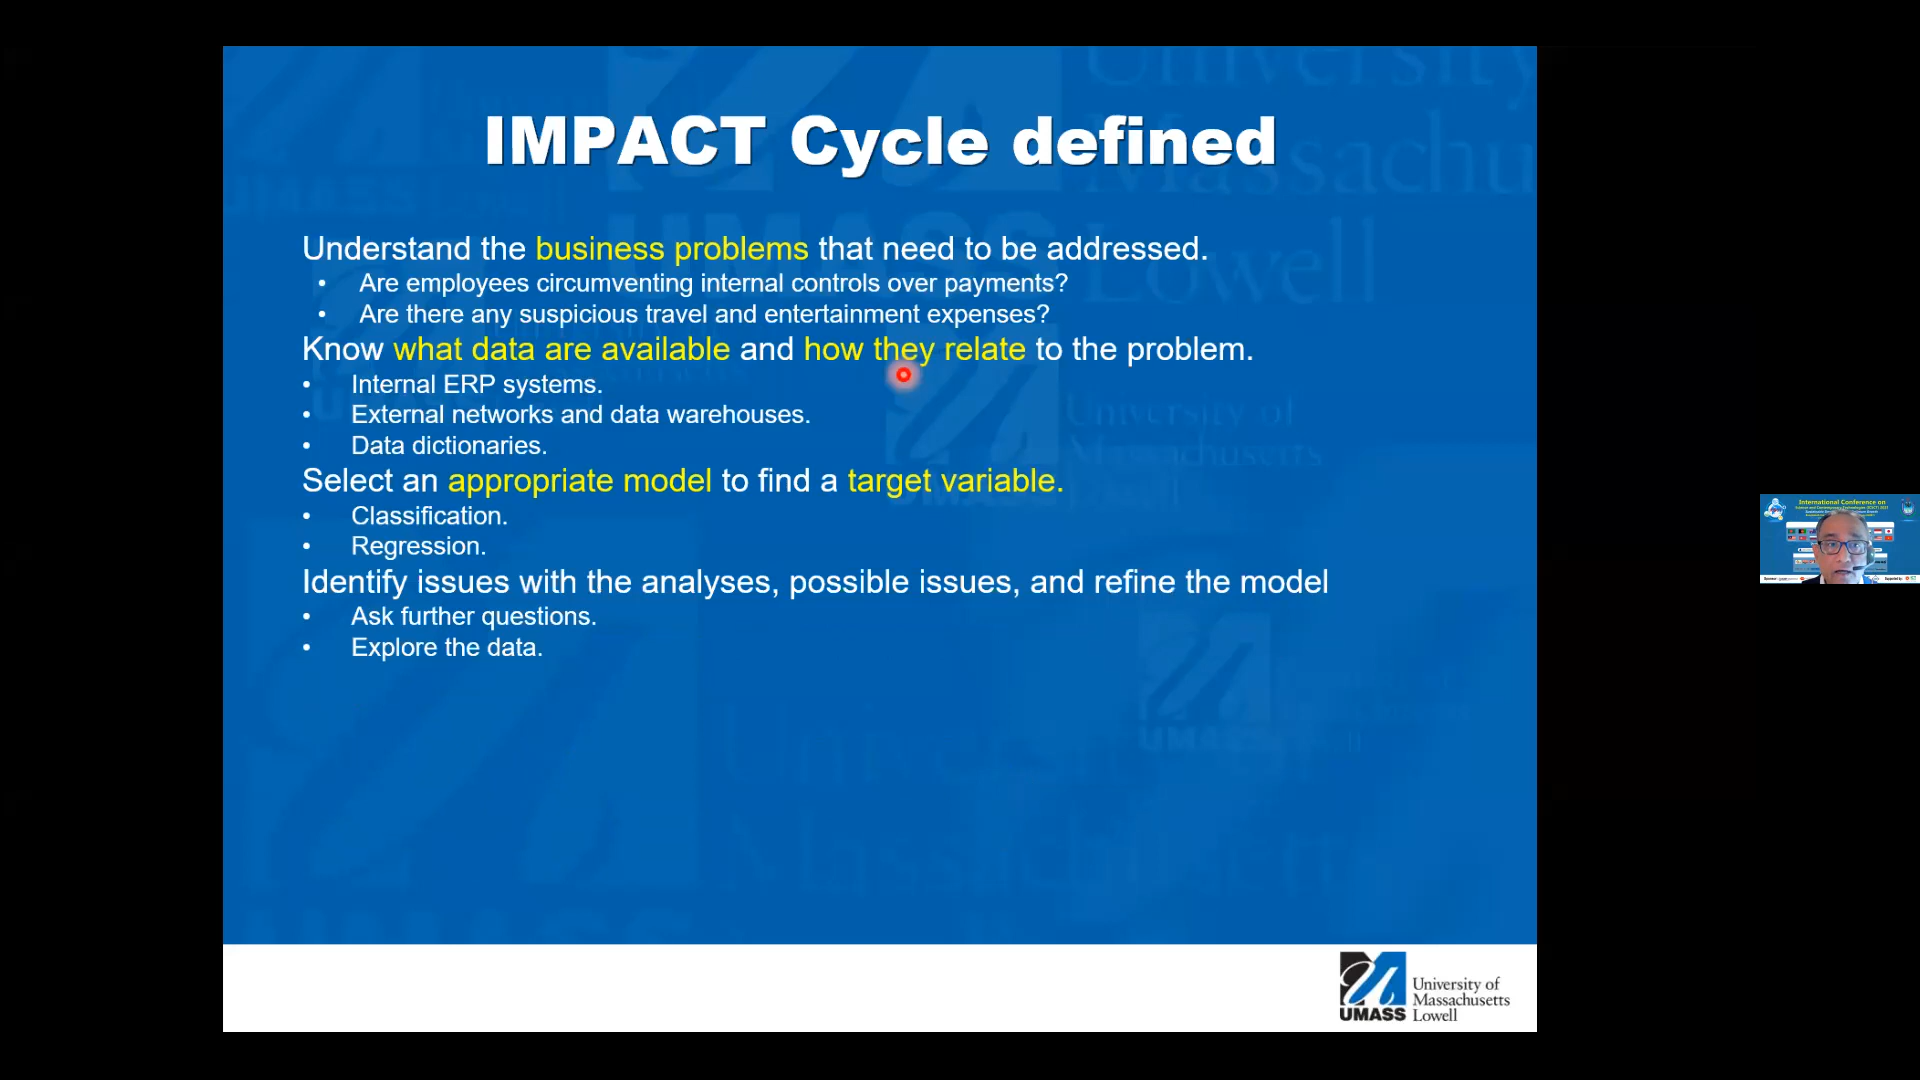 IMPACT Cycle defined
Understand the business problems that need to be addressed.
• Are employees circumventing internal controls over payments?
• Are there any suspicious travel and entertainment expenses?
Know what data are available and how they relate to the problem.
• Internal ERP systems.
• External networks and data warehouses.
• Data dictionaries.
Select an appropriate model to find a target variable.
• Classification.
• Regression.
Identify issues with the analyses, possible issues, and refine the model
• Ask further questions.
• Explore the data.
UMASS
University of
Massachusetts
Lowell
International Conference on